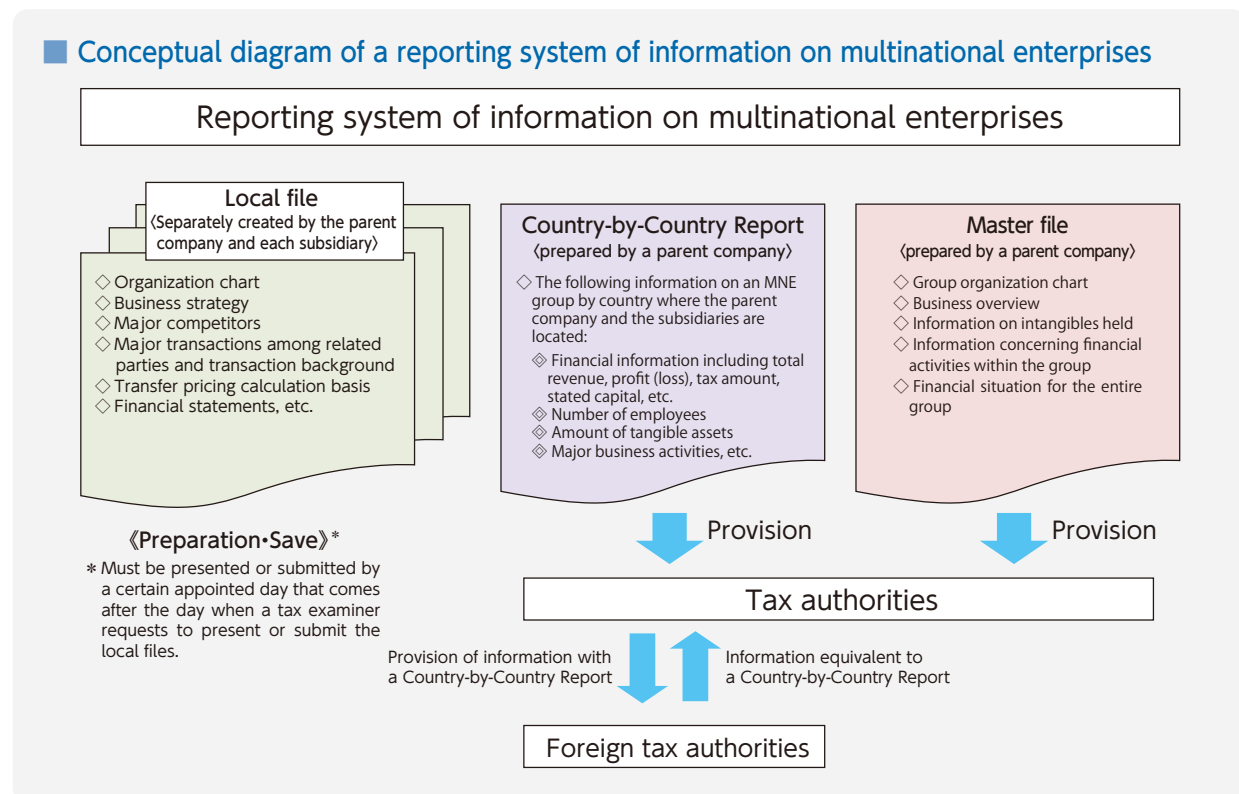 ■ Conceptual diagram of a reporting system of information on multinational enterprises
Reporting system of information on multinational enterprises
Local file
〈Separately created by the parent
company and each subsidiary〉
◇ Organization chart
◇ Business strategy
◇ Major competitors
◇ Major transactions among related
parties and transaction background
◇ Transfer pricing calculation basis
◇ Financial statements, etc.
《Preparation•Save》*
* Must be presented or submitted by
a certain appointed day that comes
after the day when a tax examiner
requests to present or submit the
local files.
Country-by-Country Report
〈prepared by a parent company〉
◇ The following information on an MNE
group by country where the parent
company and the subsidiaries are
located:
◈ Financial information including total
revenue, profit (loss), tax amount,
stated capital, etc.
◈ Number of employees
◈ Amount of tangible assets
◈ Major business activities, etc.
Master file
〈prepared by a parent company〉
◇ Group organization chart
◇ Business overview
◇ Information on intangibles held
◇ Information concerning financial
activities within the group
◇ Financial situation for the entire
group
Provision
Provision
Tax authorities
Provision of information with
a Country-by-Country Report
Information equivalent to
a Country-by-Country Report
Foreign tax authorities